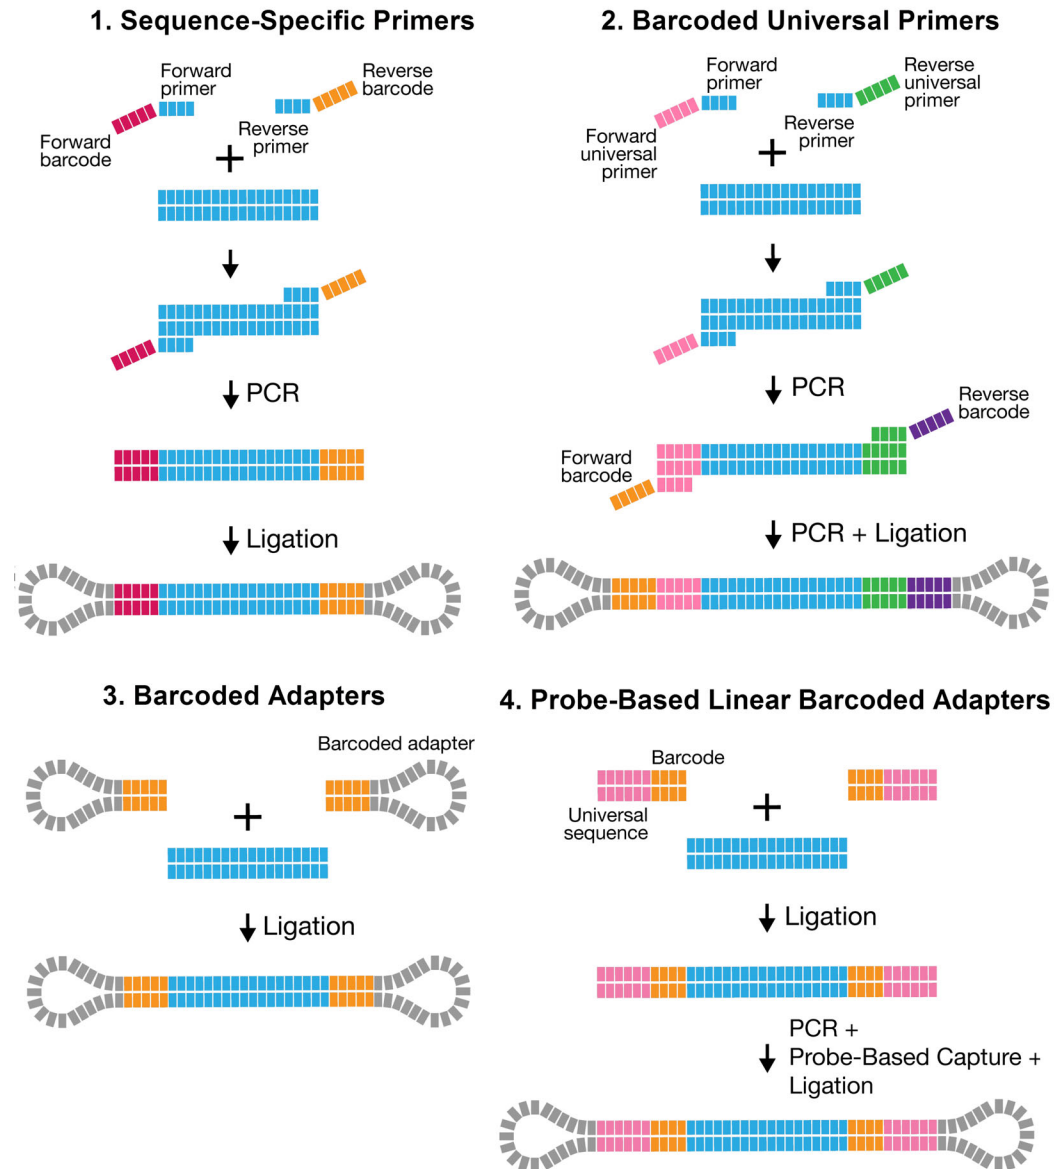 1. Sequence-Specific Primers
Forward
primer
Reverse
barcode
Forward
barcode
Reverse
primer
+
PCR
Ligation
2. Barcoded Universal Primers
Forward
primer
Reverse
universal
primer
Forward
universal
primer
Reverse
primer
+
PCR
Reverse
barcode
Forward
barcode
PCR + Ligation
3. Barcoded Adapters
Barcoded adapter
+
Ligation
4. Probe-Based Linear Barcoded Adapters
Barcode
Universal
sequence
+
Ligation
PCR +
Probe-Based Capture +
Ligation